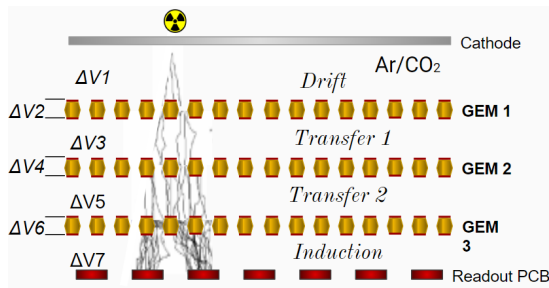 Cathode
ΔV1
Ar/CO₂
Drift
ΔV2
GEM 1
ΔV3
Transfer 1
ΔV4
GEM 2
ΔV5
Transfer 2
ΔV6
GEM
3
ΔV7
Induction
Readout PCB